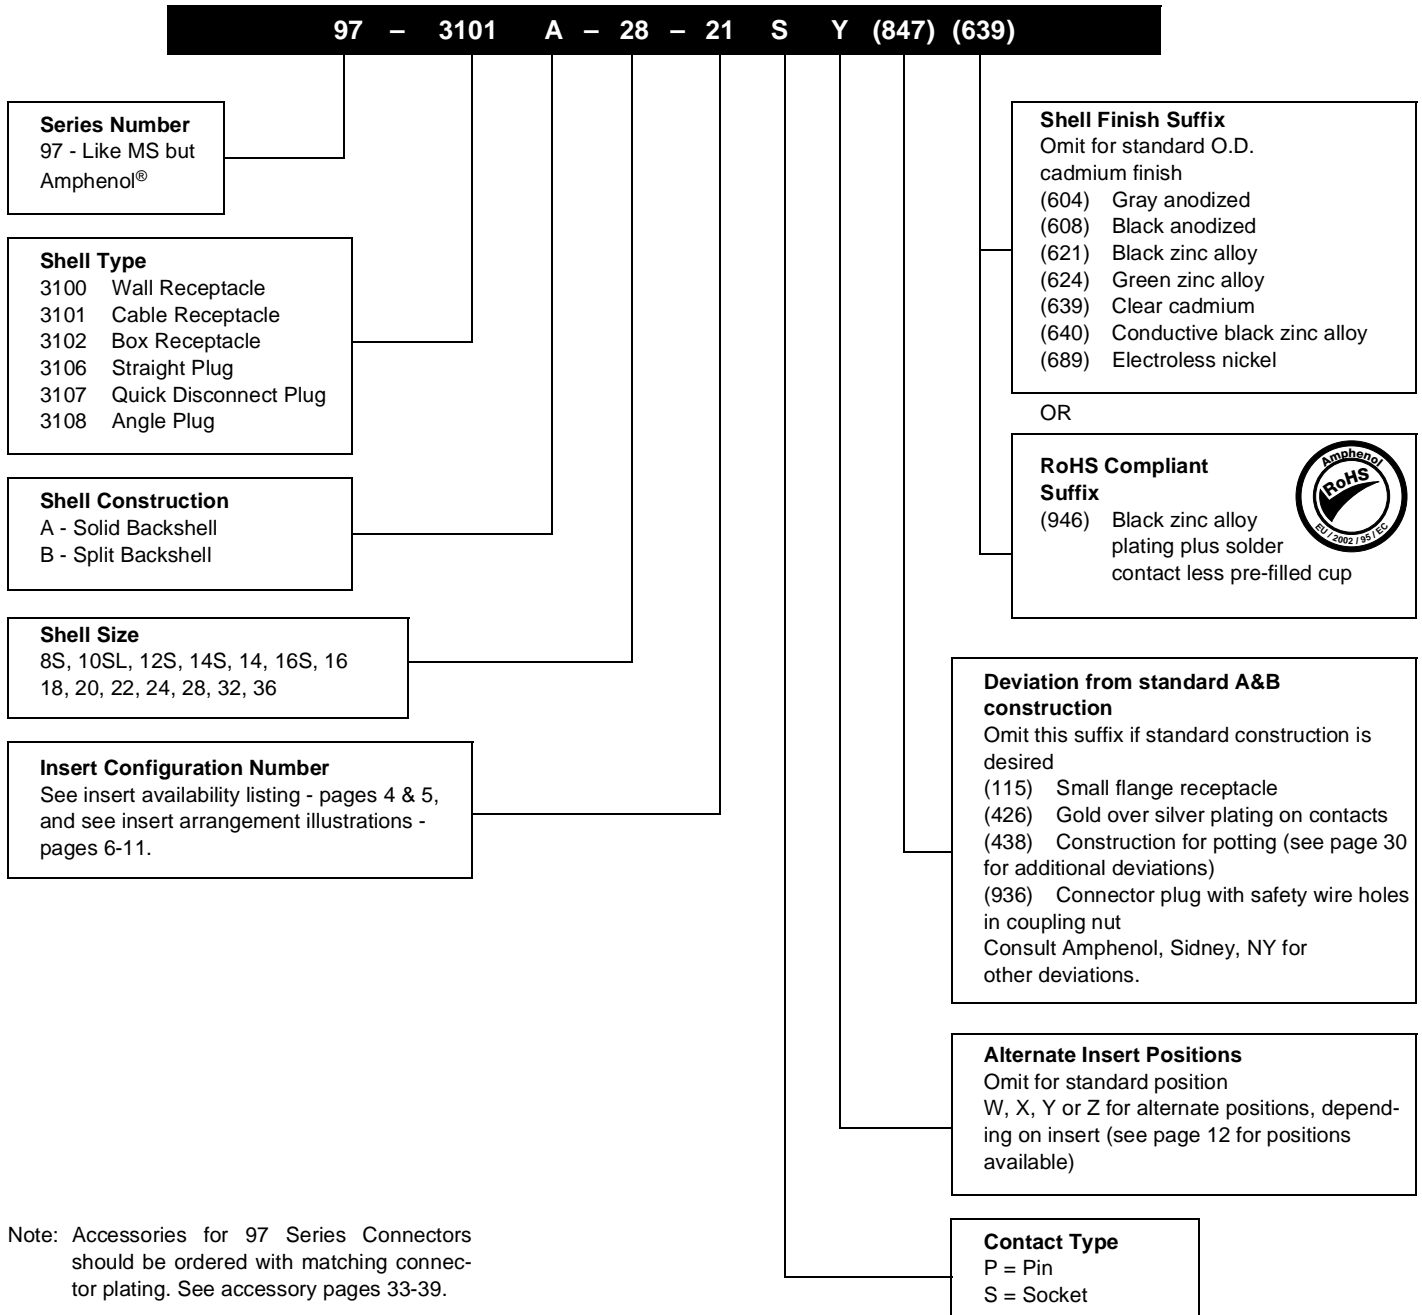 97 – 3101 A – 28 – 21 S Y (847) (639)
Series Number
97 - Like MS but
Amphenol®
Shell Type
3100 Wall Receptacle
3101 Cable Receptacle
3102 Box Receptacle
3106 Straight Plug
3107 Quick Disconnect Plug
3108 Angle Plug
Shell Construction
A - Solid Backshell
B - Split Backshell
Shell Size
8S, 10SL, 12S, 14S, 14, 16S, 16
18, 20, 22, 24, 28, 32, 36
Insert Configuration Number
See insert availability listing - pages 4 & 5,
and see insert arrangement illustrations -
pages 6-11.
Note: Accessories for 97 Series Connectors
should be ordered with matching connec-
tor plating. See accessory pages 33-39.
Shell Finish Suffix
Omit for standard O.D.
cadmium finish
(604) Gray anodized
(608) Black anodized
(621) Black zinc alloy
(624) Green zinc alloy
(639) Clear cadmium
(640) Conductive black zinc alloy
(689) Electroless nickel
OR
RoHS Compliant
Suffix
(946) Black zinc alloy
plating plus solder
contact less pre-filled cup
Amphenol
RoHS
EU / 2002 / 95 / EC
Deviation from standard A&B
construction
Omit this suffix if standard construction is
desired
(115) Small flange receptacle
(426) Gold over silver plating on contacts
(438) Construction for potting (see page 30
for additional deviations)
(936) Connector plug with safety wire holes
in coupling nut
Consult Amphenol, Sidney, NY for
other deviations.
Alternate Insert Positions
Omit for standard position
W, X, Y or Z for alternate positions, depend-
ing on insert (see page 12 for positions
available)
Contact Type
P = Pin
S = Socket